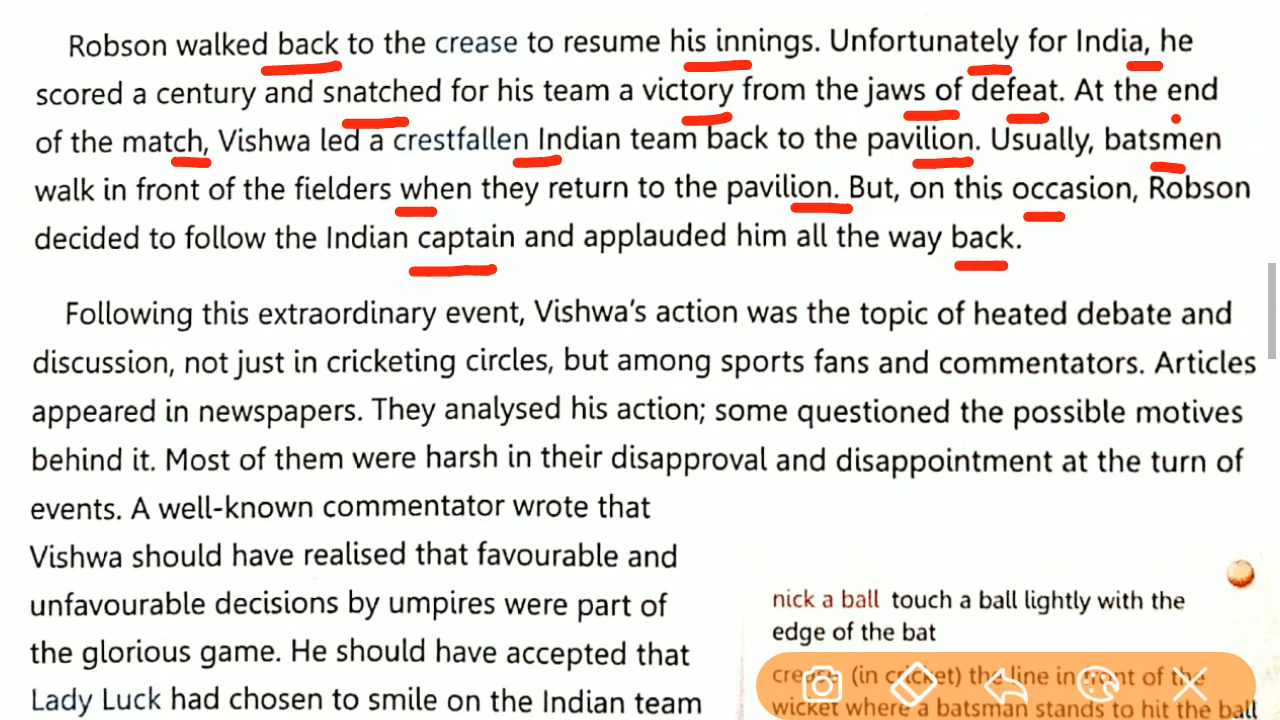 Robson walked back to the crease to resume his innings. Unfortunately for India, he
scored a century and snatched for his team a victory from the jaws of defeat. At the end
of the match, Vishwa led a crestfallen Indian team back to the pavilion. Usually, batsmen
walk in front of the fielders when they return to the pavilion. But, on this occasion, Robson
decided to follow the Indian captain and applauded him all the way back.
Following this extraordinary event, Vishwa's action was the topic of heated debate and
discussion, not just in cricketing circles, but among sports fans and commentators. Articles
appeared in newspapers. They analysed his action; some questioned the possible motives
behind it. Most of them were harsh in their disapproval and disappointment at the turn of
events. A well-known commentator wrote that
Vishwa should have realised that favourable and
unfavourable decisions by umpires were part of
the glorious game. He should have accepted that
Lady Luck had chosen to smile on the Indian team
nick a ball touch a ball lightly with the
edge of the bat
crease (in cricket) the line in front of the
wicket where a batsman stands to hit the ball